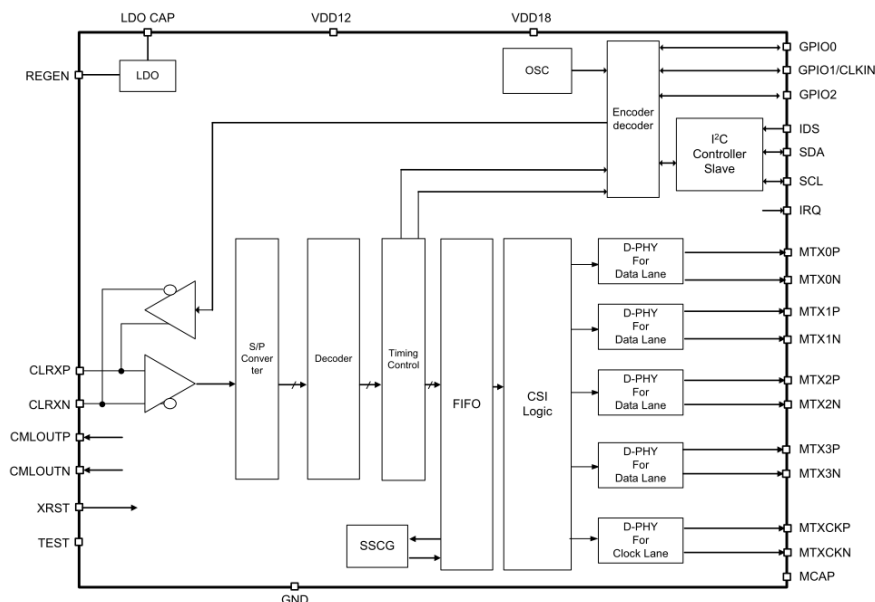 LDO CAP
VDD12
VDD18
REGEN
LDO
OSC
Encoder
decoder
GPIO0
GPIO1/CLKIN
GPIO2
I²C
Controller
Slave
IDS
SDA
SCL
IRQ
CLRXP
CLRXN
CMLOUTP
CMLOUTN
XRST
TEST
S/P
Conver
ter
Decoder
Timing
Control
FIFO
CSI
Logic
SSCG
D-PHY
For
Data Lane
MTX0P
MTX0N
D-PHY
For
Data Lane
MTX1P
MTX1N
D-PHY
For
Data Lane
MTX2P
MTX2N
D-PHY
For
Data Lane
MTX3P
MTX3N
D-PHY
For
Clock Lane
MTXCKP
MTXCKN
MCAP
GND